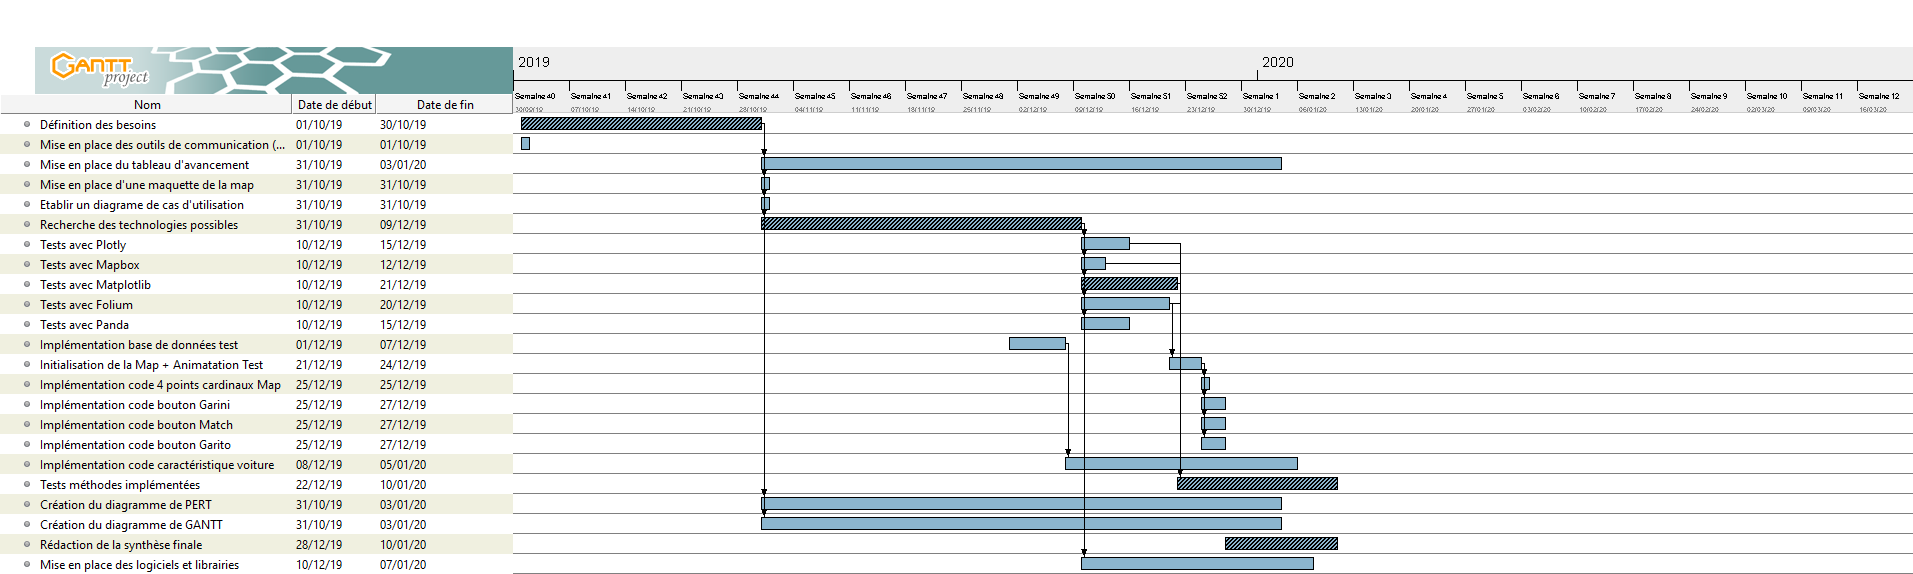 GANTT
project
2019 2020
Semaine 40 Semaine 41 Semaine 42 Semaine 43 Semaine 44 Semaine 45 Semaine 46 Semaine 47 Semaine 48 Semaine 49 Semaine 50 Semaine 51 Semaine 52 Semaine 1 Semaine 2 Semaine 3 Semaine 4 Semaine 5 Semaine 6 Semaine 7 Semaine 8 Semaine 9 Semaine 10 Semaine 11 Semaine 12
Nom Date de début Date de fin 30/09/19 07/10/19 14/10/19 21/10/19 28/10/19 04/11/19 11/11/19 18/11/19 25/11/19 02/12/19 09/12/19 16/12/19 23/12/19 30/12/19 06/01/20 13/01/20 20/01/20 27/01/20 03/02/20 10/02/20 17/02/20 24/02/20 02/03/20 09/03/20 16/03/20
Définition des besoins 01/10/19 30/10/19
Mise en place des outils de communication (... 01/10/19 01/10/19
Mise en place du tableau d'avancement 31/10/19 03/01/20
Mise en place d'une maquette de la map 31/10/19 31/10/19
Etablir un diagrame de cas d'utilisation 31/10/19 31/10/19
Recherche des technologies possibles 31/10/19 09/12/19
Tests avec Plotly 10/12/19 15/12/19
Tests avec Mapbox 10/12/19 12/12/19
Tests avec Matplotlib 10/12/19 21/12/19
Tests avec Folium 10/12/19 20/12/19
Tests avec Panda 10/12/19 15/12/19
Implémentation base de données test 01/12/19 07/12/19
Initialisation de la Map + Animatation Test 21/12/19 24/12/19
Implémentation code 4 points cardinaux Map 25/12/19 25/12/19
Implémentation code bouton Garini 25/12/19 27/12/19
Implémentation code bouton Match 25/12/19 27/12/19
Implémentation code bouton Garito 25/12/19 27/12/19
Implémentation code caractéristique voiture 08/12/19 05/01/20
Tests méthodes implémentées 22/12/19 10/01/20
Création du diagramme de PERT 31/10/19 03/01/20
Création du diagramme de GANTT 31/10/19 03/01/20
Rédaction de la synthèse finale 28/12/19 10/01/20
Mise en place des logiciels et librairies 10/12/19 07/01/20